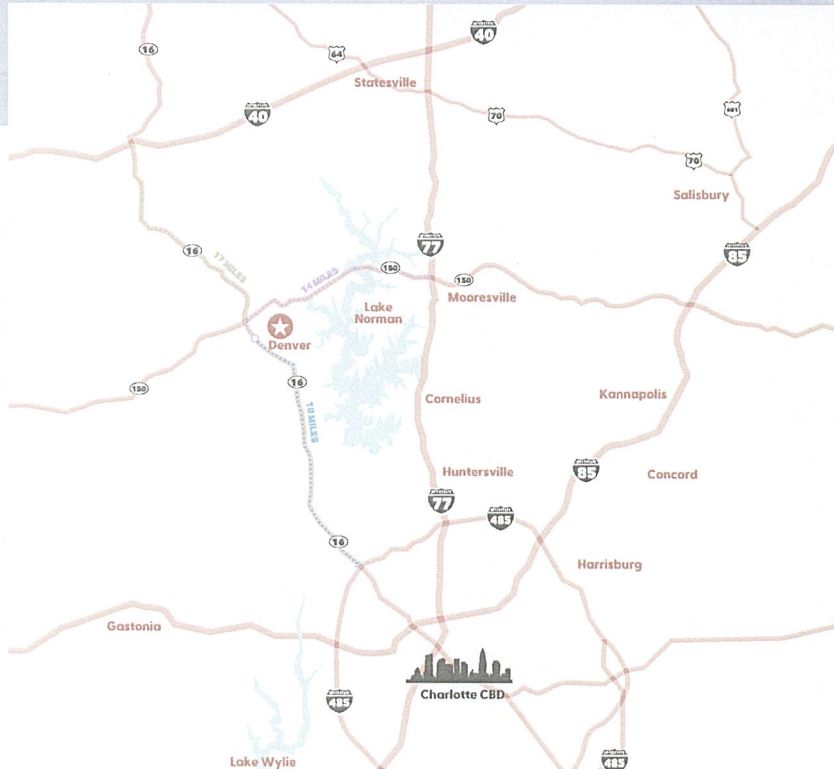 16
64
40
Statesville
40
70
601
70
Salisbury
16
17 MILES
77
85
14 MILES
150
150
Mooresville
Lake
Norman
Denver
150
16
18 MILES
Cornelius
Kannapolis
Huntersville
85
Concord
77
485
16
Harrisburg
Gastonia
Charlotte CBD
485
Lake Wylie
485